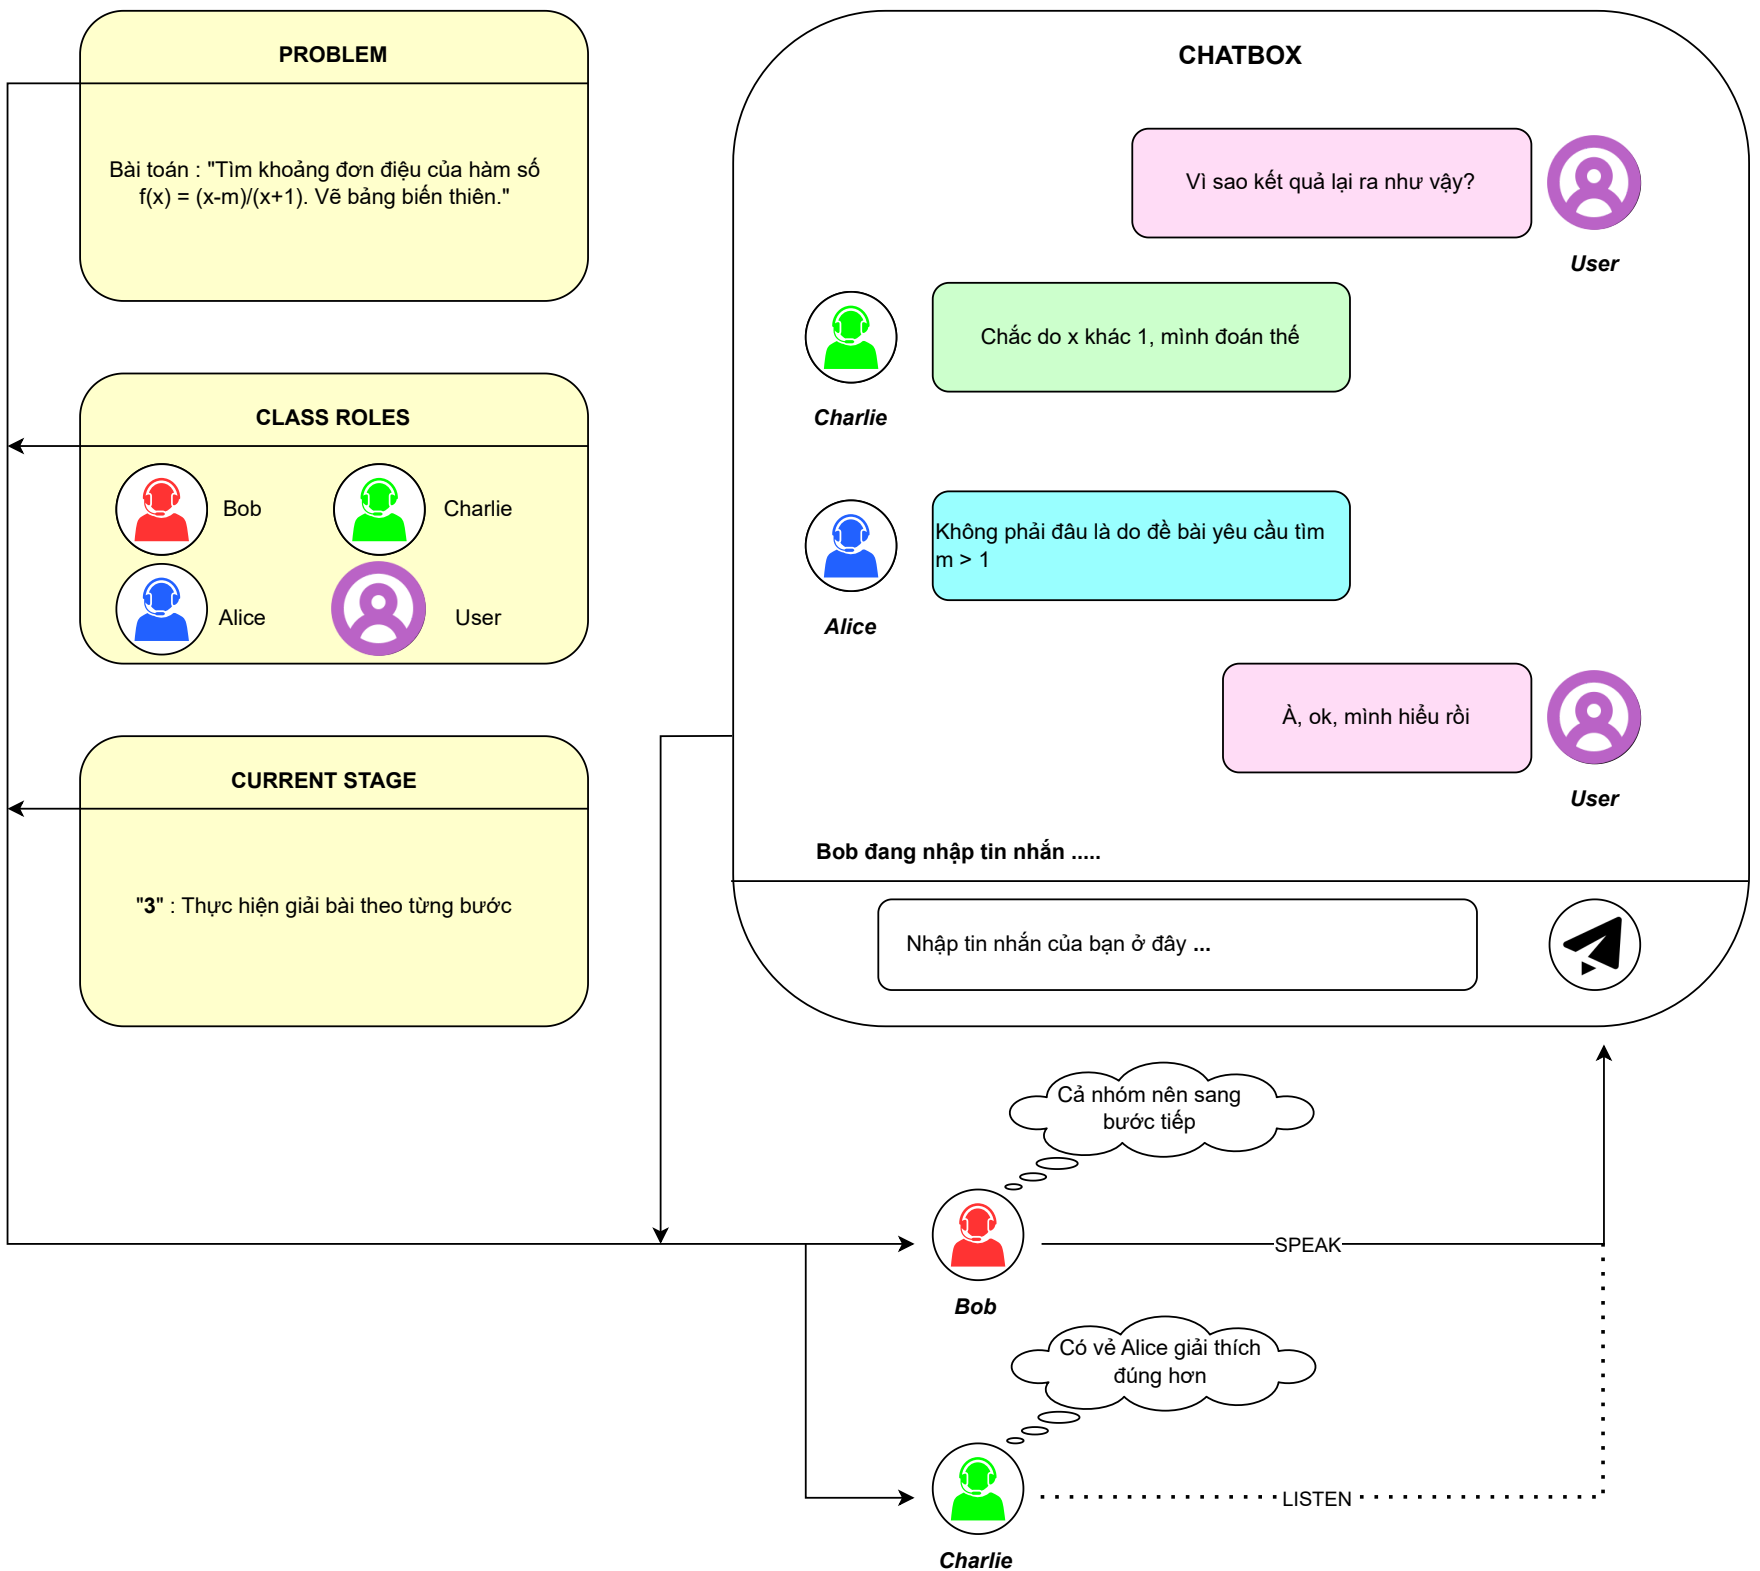 PROBLEM
Bài toán : "Tìm khoảng đơn điệu của hàm số
f(x) = (x-m)/(x+1). Vẽ bảng biến thiên."
CLASS ROLES
Bob
Charlie
Alice
User
CURRENT STAGE
"3" : Thực hiện giải bài theo từng bước
CHATBOX
Vì sao kết quả lại ra như vậy?
User
Chắc do x khác 1, mình đoán thế
Charlie
Không phải đâu là do đề bài yêu cầu tìm
m > 1
Alice
À, ok, mình hiểu rồi
User
Bob đang nhập tin nhắn .....
Nhập tin nhắn của bạn ở đây ...
Cả nhóm nên sang
bước tiếp
SPEAK
Bob
Có vẻ Alice giải thích
đúng hơn
LISTEN
Charlie